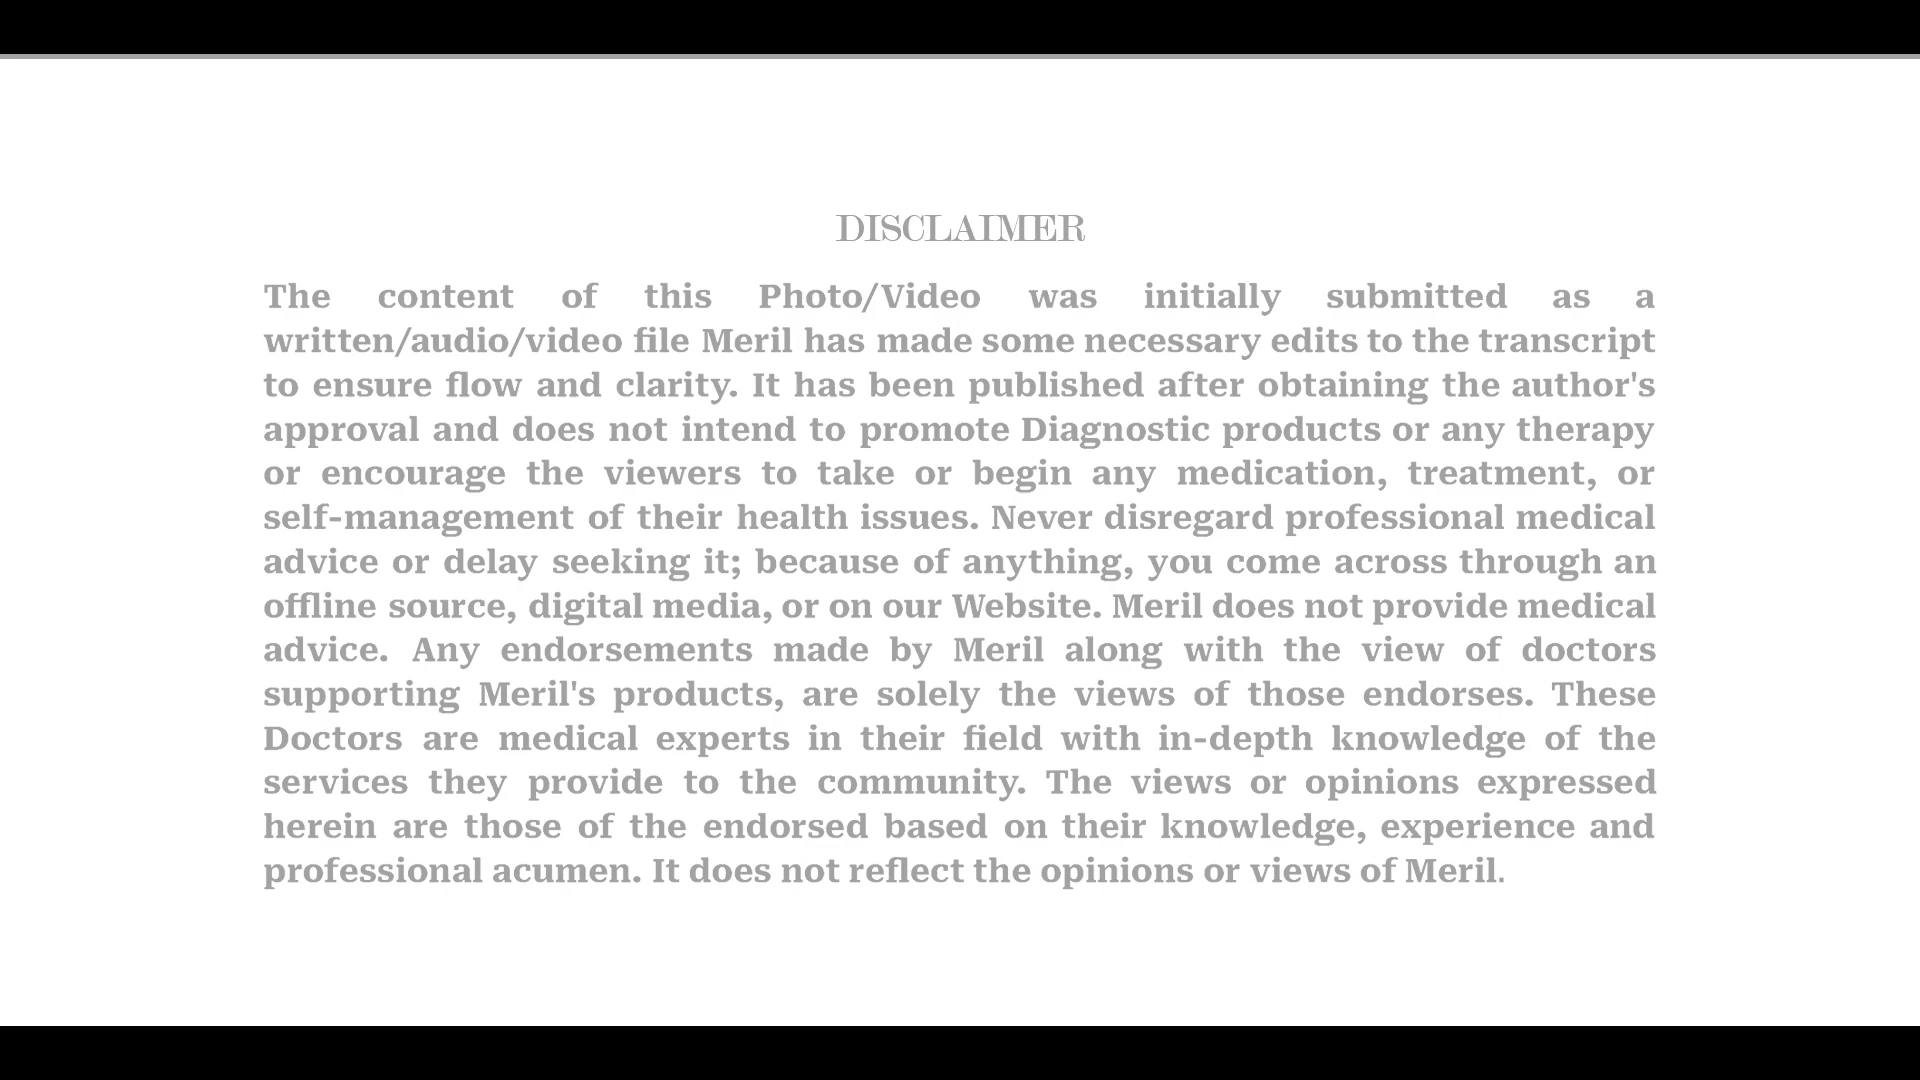 DISCLAIMER
The content of this Photo/Video was initially submitted as a
written/audio/video file Meril has made some necessary edits to the transcript
to ensure flow and clarity. It has been published after obtaining the author's
approval and does not intend to promote Diagnostic products or any therapy
or encourage the viewers to take or begin any medication, treatment, or
self-management of their health issues. Never disregard professional medical
advice or delay seeking it; because of anything, you come across through an
offline source, digital media, or on our Website. Meril does not provide medical
advice. Any endorsements made by Meril along with the view of doctors
supporting Meril's products, are solely the views of those endorses. These
Doctors are medical experts in their field with in-depth knowledge of the
services they provide to the community. The views or opinions expressed
herein are those of the endorsed based on their knowledge, experience and
professional acumen. It does not reflect the opinions or views of Meril.